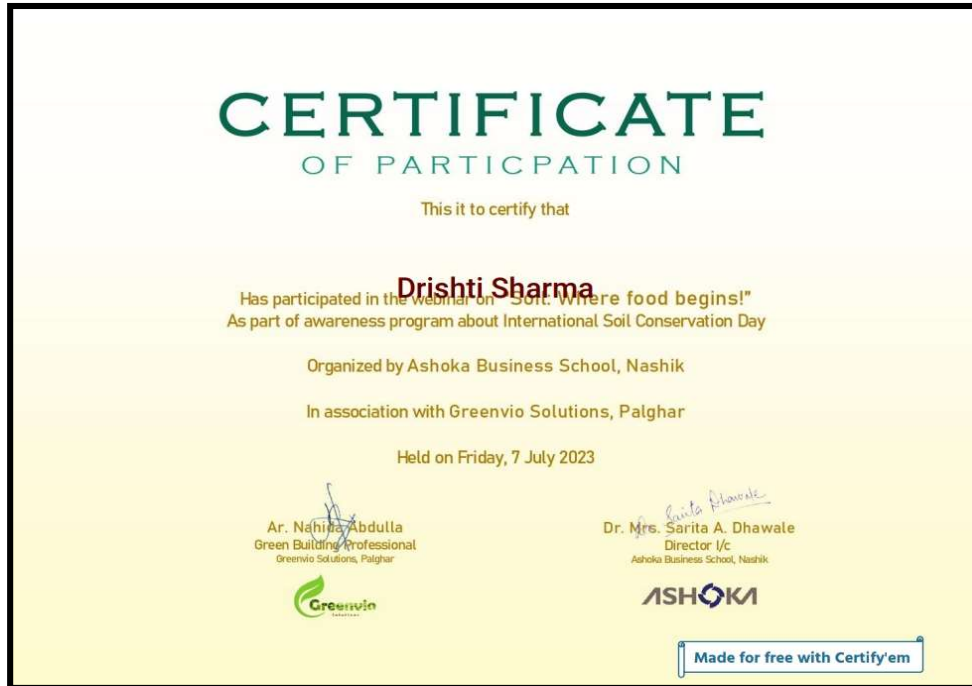 CERTIFICATE
OF PARTICPATION
This it to certify that
Drishti Sharma
Has participated in the webinar on "Soil: Where food begins!"
As part of awareness program about International Soil Conservation Day
Organized by Ashoka Business School, Nashik
In association with Greenvio Solutions, Palghar
Held on Friday, 7 July 2023
Sarita Dhawale
Ar. Nahida Abdulla
Green Building Professional
Greenvio Solutions, Palghar
Dr. Mrs. Sarita A. Dhawale
Director I/c
Ashoka Business School, Nashik
Greenvio
Solutions
ASHOKA
Made for free with Certify'em